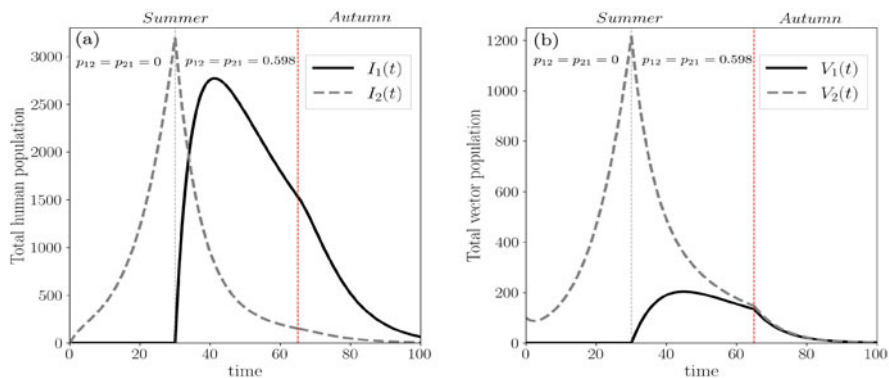 Summer Autumn
(a)
p₁₂ = p₂₁ = 0 p₁₂ = p₂₁ = 0.598
I₁(t)
I₂(t)
Total human population
3000
2500
2000
1500
1000
500
0
0 20 40 60 80 100
time
Summer Autumn
(b)
p₁₂ = p₂₁ = 0 p₁₂ = p₂₁ = 0.598
V₁(t)
V₂(t)
Total vector population
1200
1000
800
600
400
200
0
0 20 40 60 80 100
time